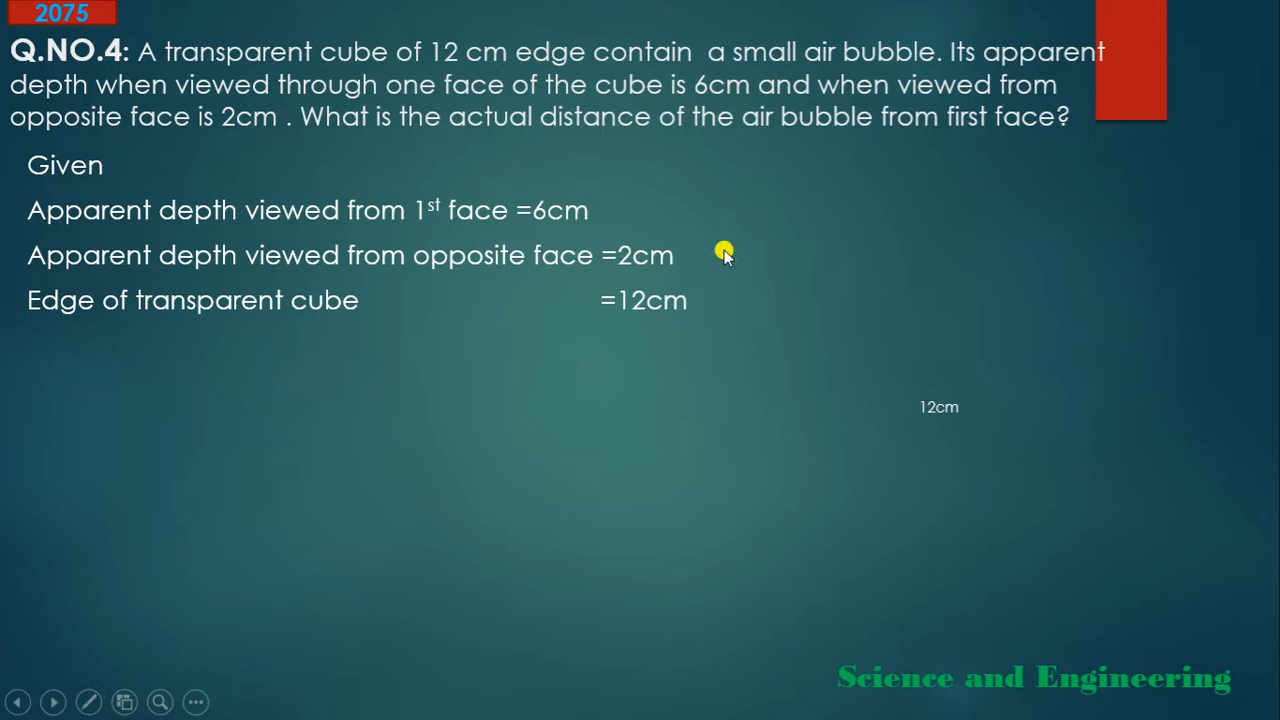 2075
Q.NO.4: A transparent cube of 12 cm edge contain a small air bubble. Its apparent
depth when viewed through one face of the cube is 6cm and when viewed from
opposite face is 2cm . What is the actual distance of the air bubble from first face?
Given
Apparent depth viewed from 1st face =6cm
Apparent depth viewed from opposite face =2cm
Edge of transparent cube =12cm
12cm
Science and Engineering